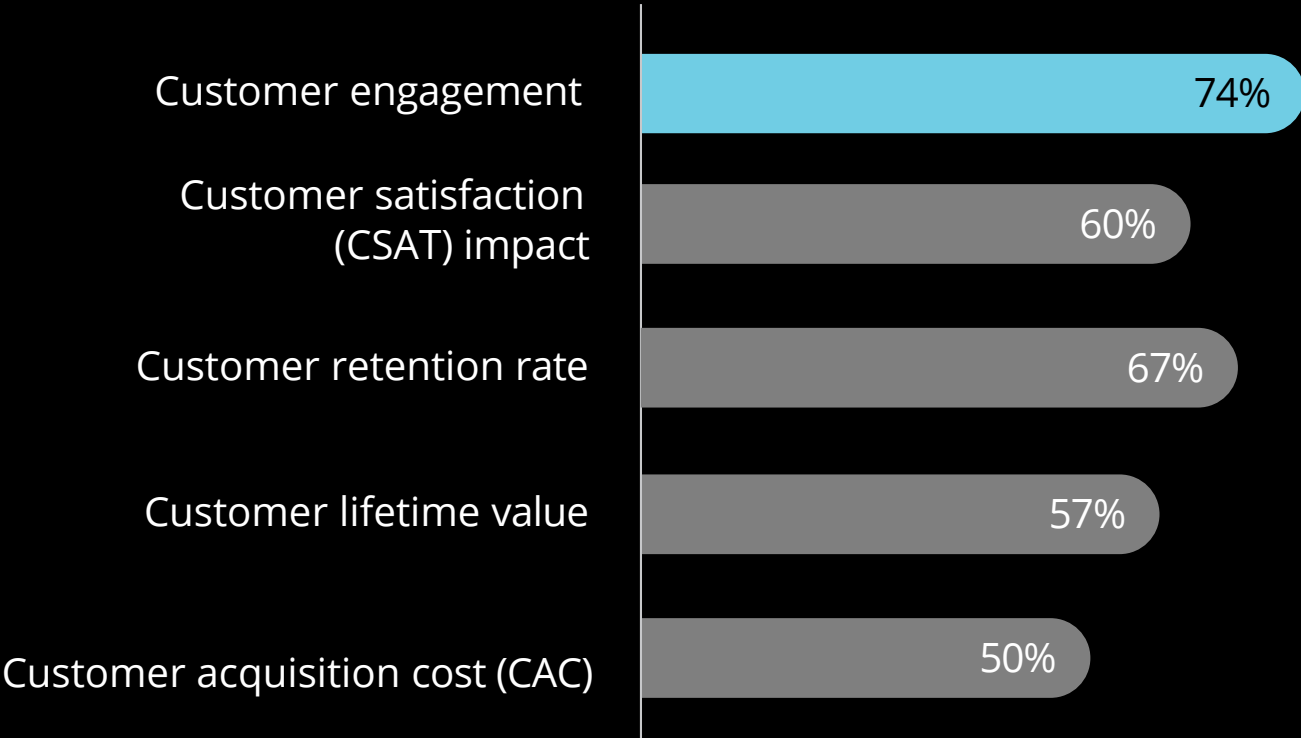 Customer engagement
74%
Customer satisfaction
(CSAT) impact
60%
Customer retention rate
67%
Customer lifetime value
57%
Customer acquisition cost (CAC)
50%